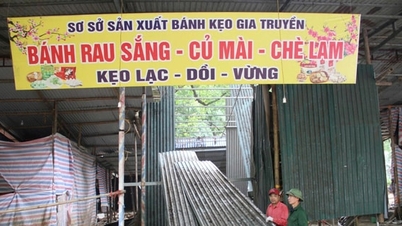 SƠ SỞ SẢN XUẤT BÁNH KẸO GIA TRUYỀN
BÁNH RAU SẮNG - CỦ MÀI - CHÈ LAM
KẸO LẠC - DỒI - VỪNG